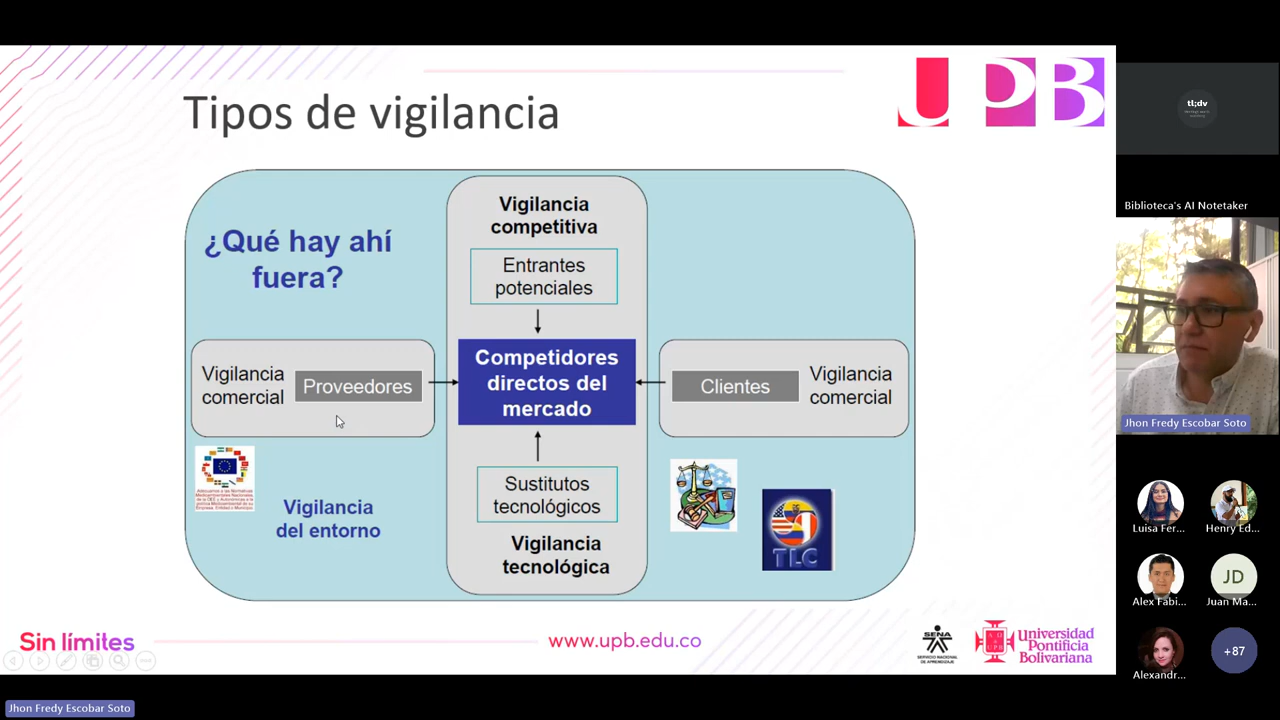 Tipos de vigilancia
UPB
¿Qué hay ahí
fuera?
Vigilancia
competitiva
Entrantes
potenciales
Vigilancia
comercial
Proveedores
Competidores
directos del
mercado
Clientes
Vigilancia
comercial
Vigilancia
del entorno
Sustitutos
tecnológicos
Vigilancia
tecnológica
TLC
Sin límites
www.upb.edu.co
SENA
Universidad
Pontificia
Bolivariana
tl;dv
Biblioteca's AI Notetaker
Jhon Fredy Escobar Soto
Luisa Fer...
Henry Ed...
Alex Fabi...
JD
Juan Ma...
Alexandr...
+87
Jhon Fredy Escobar Soto